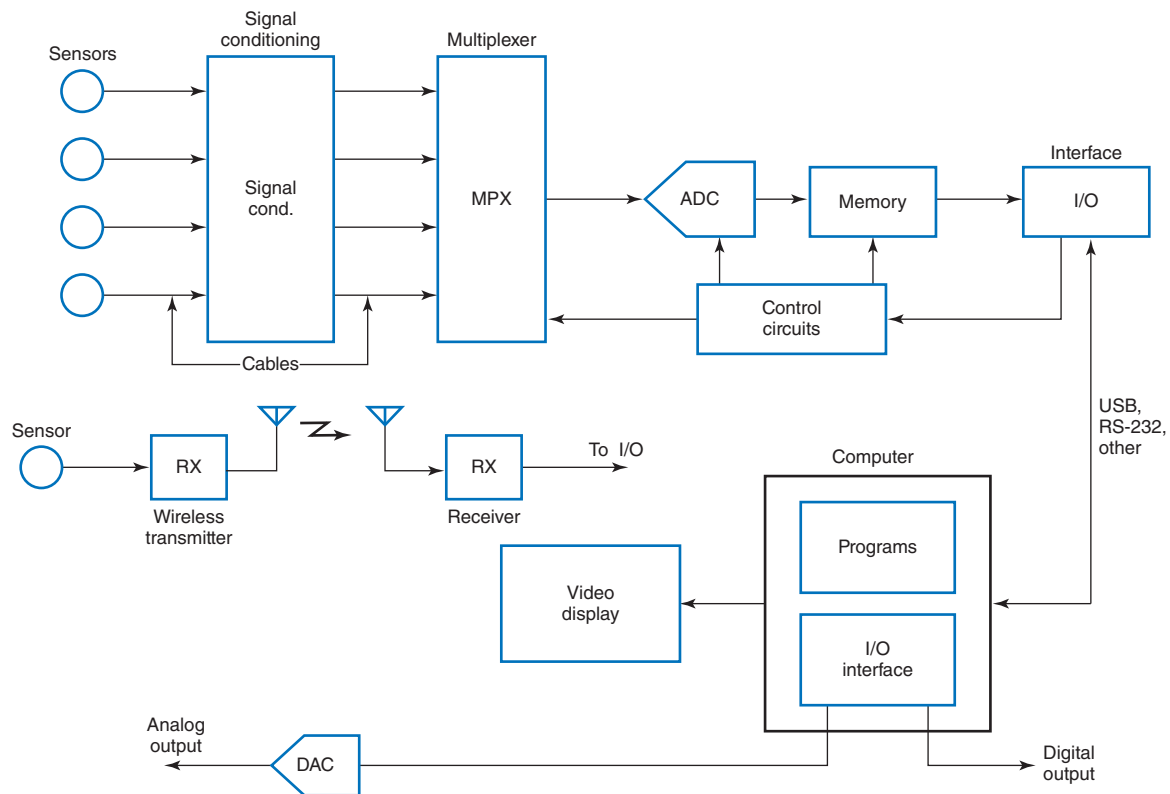 Signal
conditioning
Multiplexer
Sensors
Interface
Signal
cond.
MPX
ADC
Memory
I/O
Control
circuits
Cables
Sensor
RX
Wireless
transmitter
RX
Receiver
To I/O
USB,
RS-232,
other
Computer
Programs
Video
display
I/O
interface
Analog
output
DAC
Digital
output